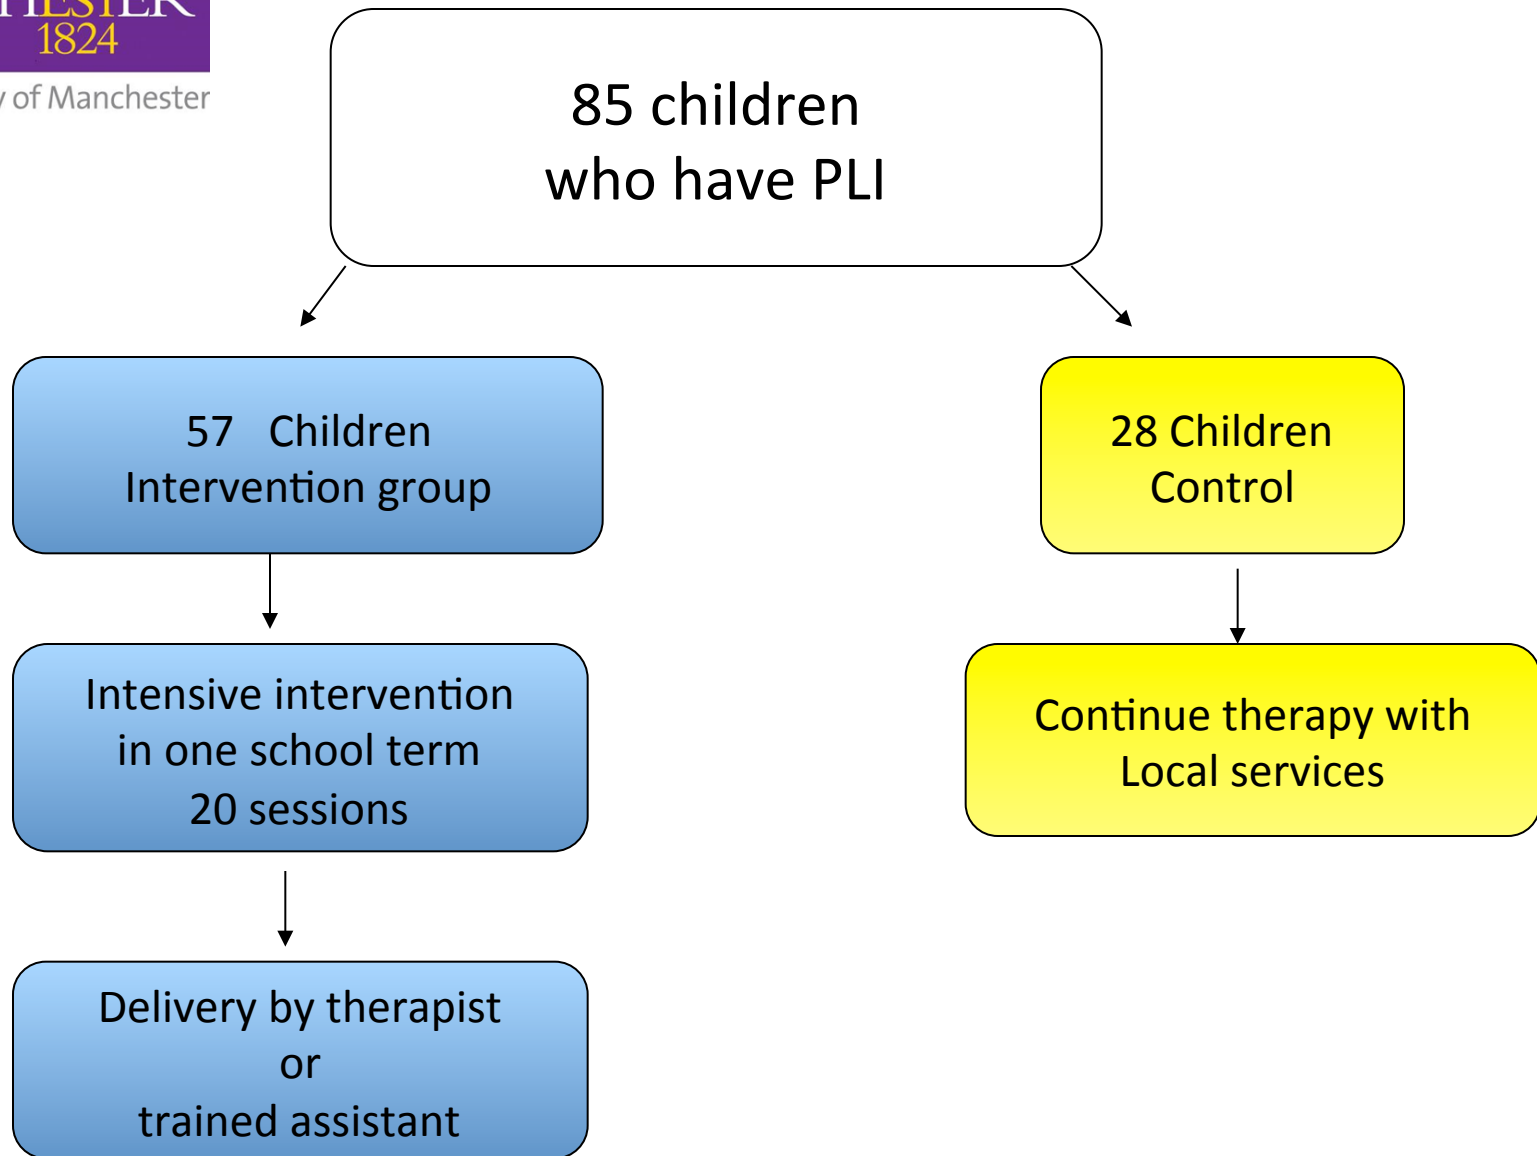 1824
of Manchester
85 children
who have PLI
57 Children
Intervention group
28 Children
Control
Intensive intervention
in one school term
20 sessions
Continue therapy with
Local services
Delivery by therapist
or
trained assistant